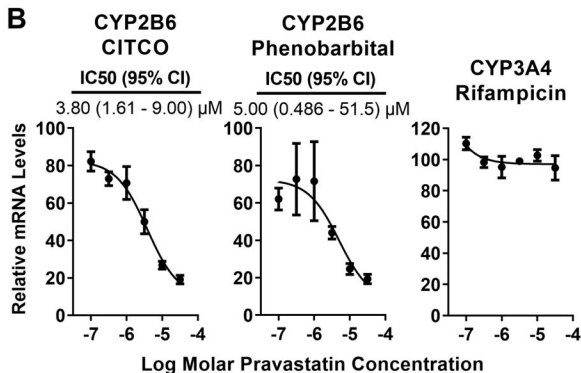 B
CYP2B6
CITCO
IC50 (95% CI)
3.80 (1.61 - 9.00) µM
CYP2B6
Phenobarbital
IC50 (95% CI)
5.00 (0.486 - 51.5) µM
CYP3A4
Rifampicin
Relative mRNA Levels
100
80
60
40
20
0
-7 -6 -5 -4
100
80
60
40
20
0
-7 -6 -5 -4
120
100
80
60
40
20
0
-7 -6 -5 -4
Log Molar Pravastatin Concentration